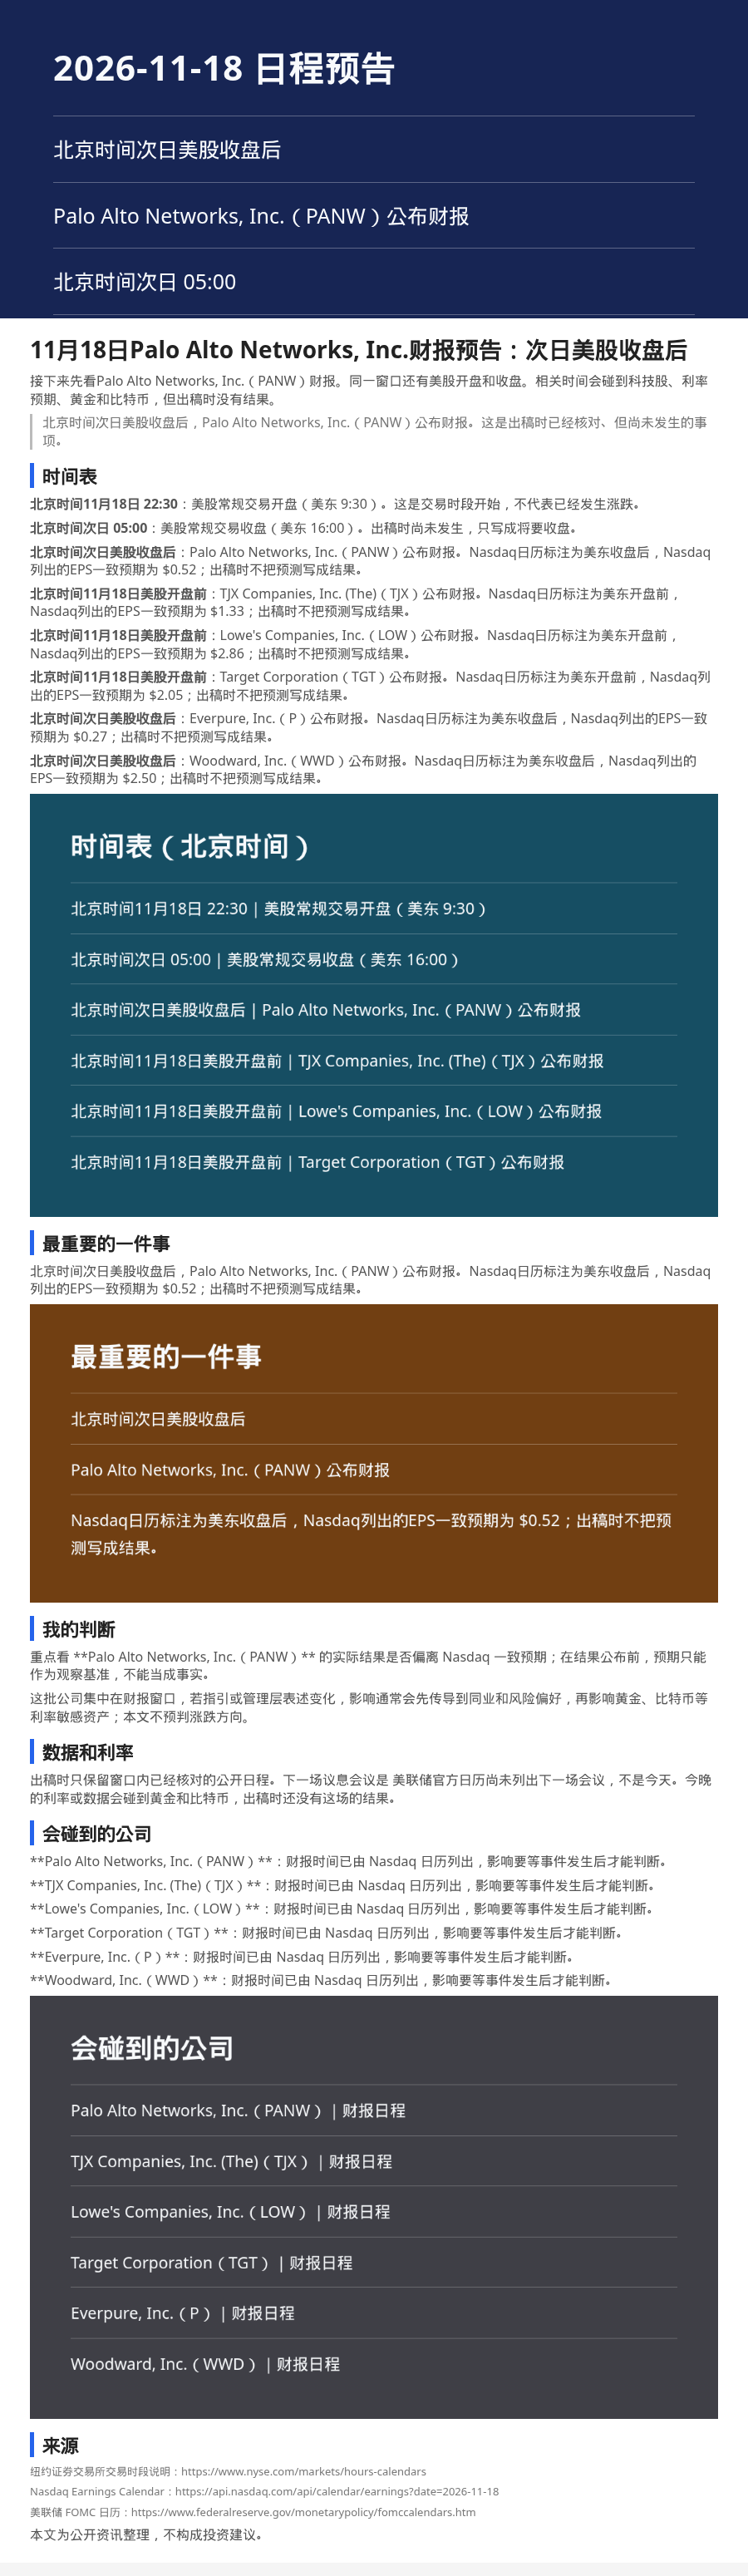 2026-11-18 日程预告
北京时间次日美股收盘后
Palo Alto Networks, Inc.（PANW）公布财报
北京时间次日 05:00
11月18日Palo Alto Networks, Inc.财报预告：次日美股收盘后
接下来先看Palo Alto Networks, Inc.（PANW）财报。同一窗口还有美股开盘和收盘。相关时间会碰到科技股、利率
预期、黄金和比特币，但出稿时没有结果。
北京时间次日美股收盘后，Palo Alto Networks, Inc.（PANW）公布财报。这是出稿时已经核对、但尚未发生的事
项。
时间表
北京时间11月18日 22:30：美股常规交易开盘（美东 9:30）。这是交易时段开始，不代表已经发生涨跌。
北京时间次日 05:00：美股常规交易收盘（美东 16:00）。出稿时尚未发生，只写成将要收盘。
北京时间次日美股收盘后：Palo Alto Networks, Inc.（PANW）公布财报。Nasdaq日历标注为美东收盘后，Nasdaq
列出的EPS一致预期为 $0.52；出稿时不把预测写成结果。
北京时间11月18日美股开盘前：TJX Companies, Inc. (The)（TJX）公布财报。Nasdaq日历标注为美东开盘前，
Nasdaq列出的EPS一致预期为 $1.33；出稿时不把预测写成结果。
北京时间11月18日美股开盘前：Lowe's Companies, Inc.（LOW）公布财报。Nasdaq日历标注为美东开盘前，
Nasdaq列出的EPS一致预期为 $2.86；出稿时不把预测写成结果。
北京时间11月18日美股开盘前：Target Corporation（TGT）公布财报。Nasdaq日历标注为美东开盘前，Nasdaq列
出的EPS一致预期为 $2.05；出稿时不把预测写成结果。
北京时间次日美股收盘后：Everpure, Inc.（P）公布财报。Nasdaq日历标注为美东收盘后，Nasdaq列出的EPS一致
预期为 $0.27；出稿时不把预测写成结果。
北京时间次日美股收盘后：Woodward, Inc.（WWD）公布财报。Nasdaq日历标注为美东收盘后，Nasdaq列出的
EPS一致预期为 $2.50；出稿时不把预测写成结果。
时间表（北京时间）
北京时间11月18日 22:30 | 美股常规交易开盘（美东 9:30）
北京时间次日 05:00 | 美股常规交易收盘（美东 16:00）
北京时间次日美股收盘后 | Palo Alto Networks, Inc.（PANW）公布财报
北京时间11月18日美股开盘前 | TJX Companies, Inc. (The)（TJX）公布财报
北京时间11月18日美股开盘前 | Lowe's Companies, Inc.（LOW）公布财报
北京时间11月18日美股开盘前 | Target Corporation（TGT）公布财报
最重要的一件事
北京时间次日美股收盘后，Palo Alto Networks, Inc.（PANW）公布财报。Nasdaq日历标注为美东收盘后，Nasdaq
列出的EPS一致预期为 $0.52；出稿时不把预测写成结果。
最重要的一件事
北京时间次日美股收盘后
Palo Alto Networks, Inc.（PANW）公布财报
Nasdaq日历标注为美东收盘后，Nasdaq列出的EPS一致预期为 $0.52；出稿时不把预
测写成结果。
我的判断
重点看 **Palo Alto Networks, Inc.（PANW）** 的实际结果是否偏离 Nasdaq 一致预期；在结果公布前，预期只能
作为观察基准，不能当成事实。
这批公司集中在财报窗口，若指引或管理层表述变化，影响通常会先传导到同业和风险偏好，再影响黄金、比特币等
利率敏感资产；本文不预判涨跌方向。
数据和利率
出稿时只保留窗口内已经核对的公开日程。下一场议息会议是 美联储官方日历尚未列出下一场会议，不是今天。今晚
的利率或数据会碰到黄金和比特币，出稿时还没有这场的结果。
会碰到的公司
**Palo Alto Networks, Inc.（PANW）**：财报时间已由 Nasdaq 日历列出，影响要等事件发生后才能判断。
**TJX Companies, Inc. (The)（TJX）**：财报时间已由 Nasdaq 日历列出，影响要等事件发生后才能判断。
**Lowe's Companies, Inc.（LOW）**：财报时间已由 Nasdaq 日历列出，影响要等事件发生后才能判断。
**Target Corporation（TGT）**：财报时间已由 Nasdaq 日历列出，影响要等事件发生后才能判断。
**Everpure, Inc.（P）**：财报时间已由 Nasdaq 日历列出，影响要等事件发生后才能判断。
**Woodward, Inc.（WWD）**：财报时间已由 Nasdaq 日历列出，影响要等事件发生后才能判断。
会碰到的公司
Palo Alto Networks, Inc.（PANW）｜财报日程
TJX Companies, Inc. (The)（TJX）｜财报日程
Lowe's Companies, Inc.（LOW）｜财报日程
Target Corporation（TGT）｜财报日程
Everpure, Inc.（P）｜财报日程
Woodward, Inc.（WWD）｜财报日程
来源
纽约证券交易所交易时段说明：https://www.nyse.com/markets/hours-calendars
Nasdaq Earnings Calendar：https://api.nasdaq.com/api/calendar/earnings?date=2026-11-18
美联储 FOMC 日历：https://www.federalreserve.gov/monetarypolicy/fomccalendars.htm
本文为公开资讯整理，不构成投资建议。